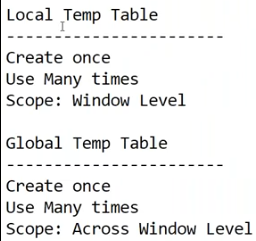 Local Temp Table
-----------------------
Create once
Use Many times
Scope: Window Level
Global Temp Table
-----------------------
Create once
Use Many times
Scope: Across Window Level